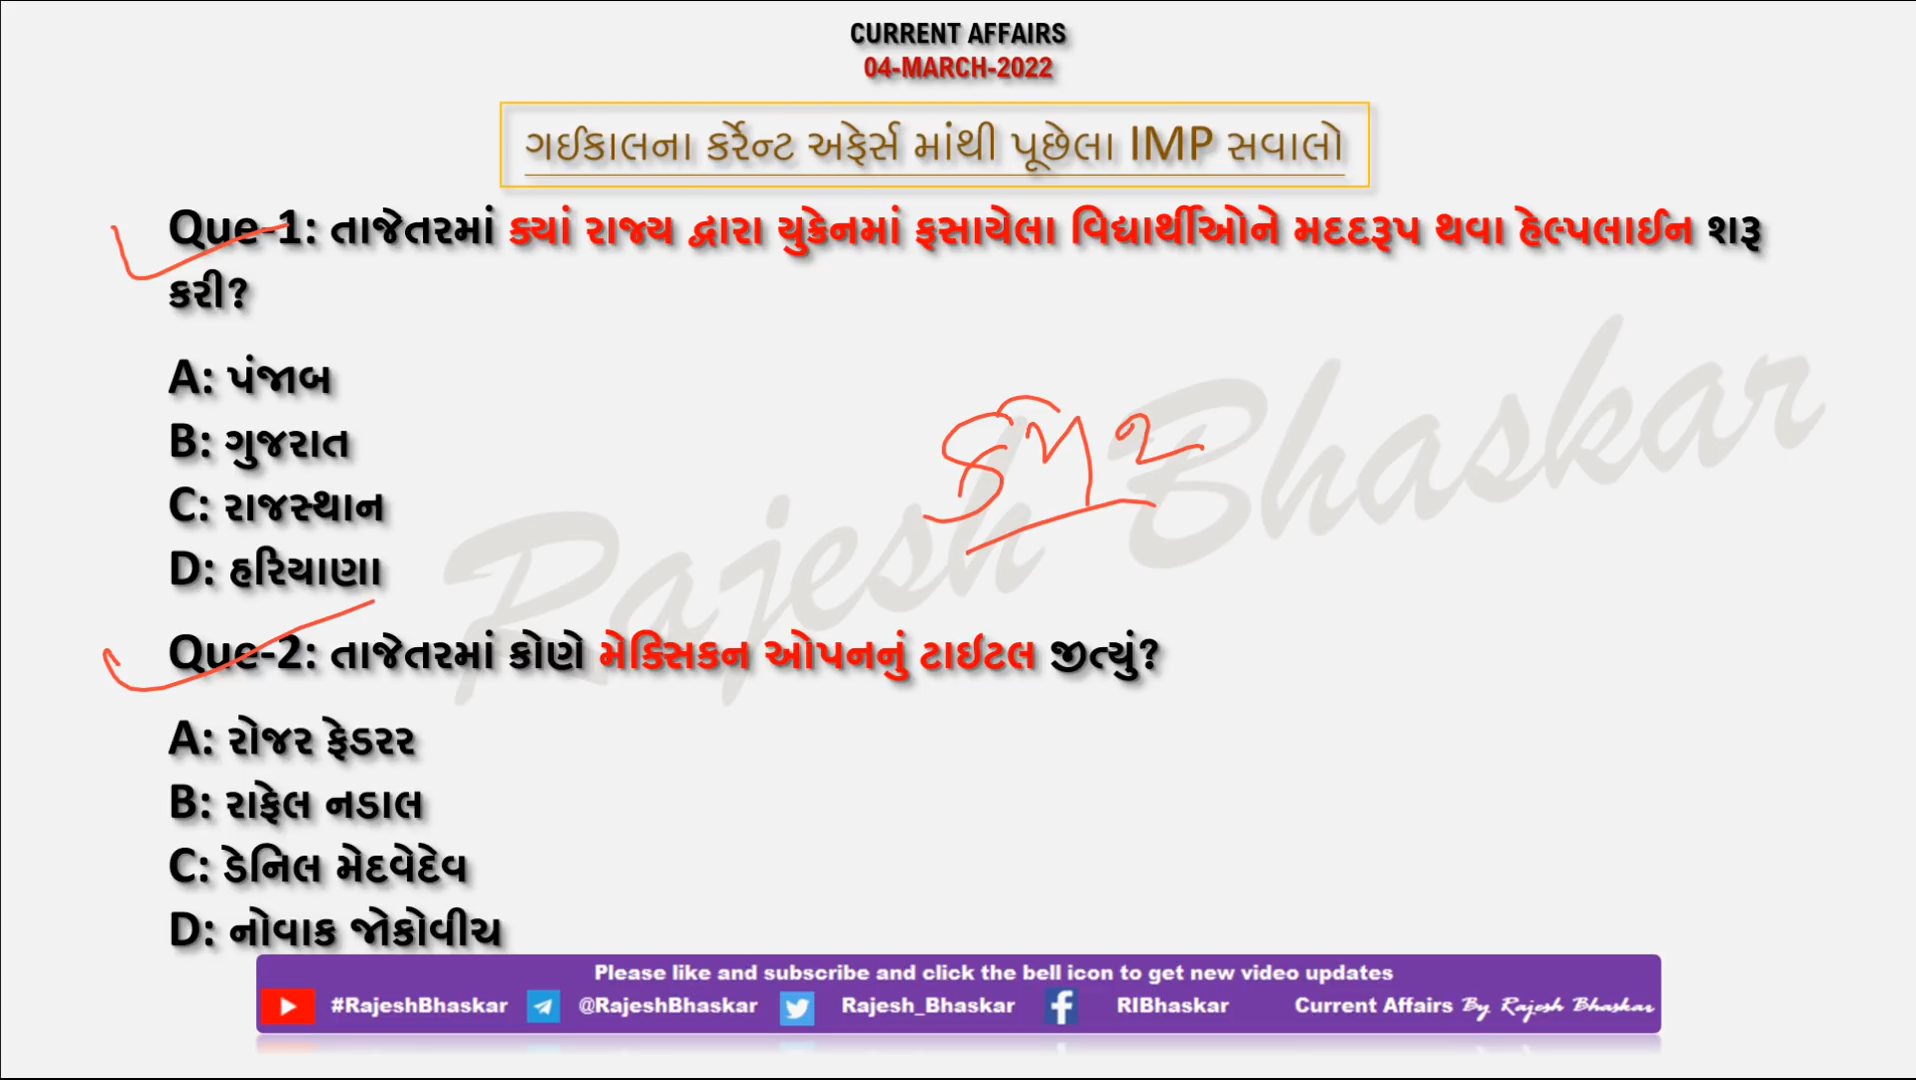 CURRENT AFFAIRS
04-MARCH-2022
ગઈકાલના કર્રેન્ટ અફેર્સ માંથી પૂછેલા IMP સવાલો
Que-1: તાજેતરમાં ક્યાં રાજ્ય દ્વારા યુક્રેનમાં ફસાયેલા વિદ્યાર્થીઓને મદદરૂપ થવા હેલ્પલાઈન શરૂ
કરી?
A: પંજાબ
B: ગુજરાત
C: રાજસ્થાન
D: હરિયાણા
Que-2: તાજેતરમાં કોણે મેક્સિકન ઓપનનું ટાઈટલ જીત્યું?
A: રોજર ફેડરર
B: રાફેલ નડાલ
C: ડેનિલ મેદવેદેવ
D: નોવાક જોકોવીચ
Rajesh Bhaskar
Please like and subscribe and click the bell icon to get new video updates
#RajeshBhaskar @RajeshBhaskar Rajesh_Bhaskar RIBhaskar Current Affairs By Rajesh Bhaskar